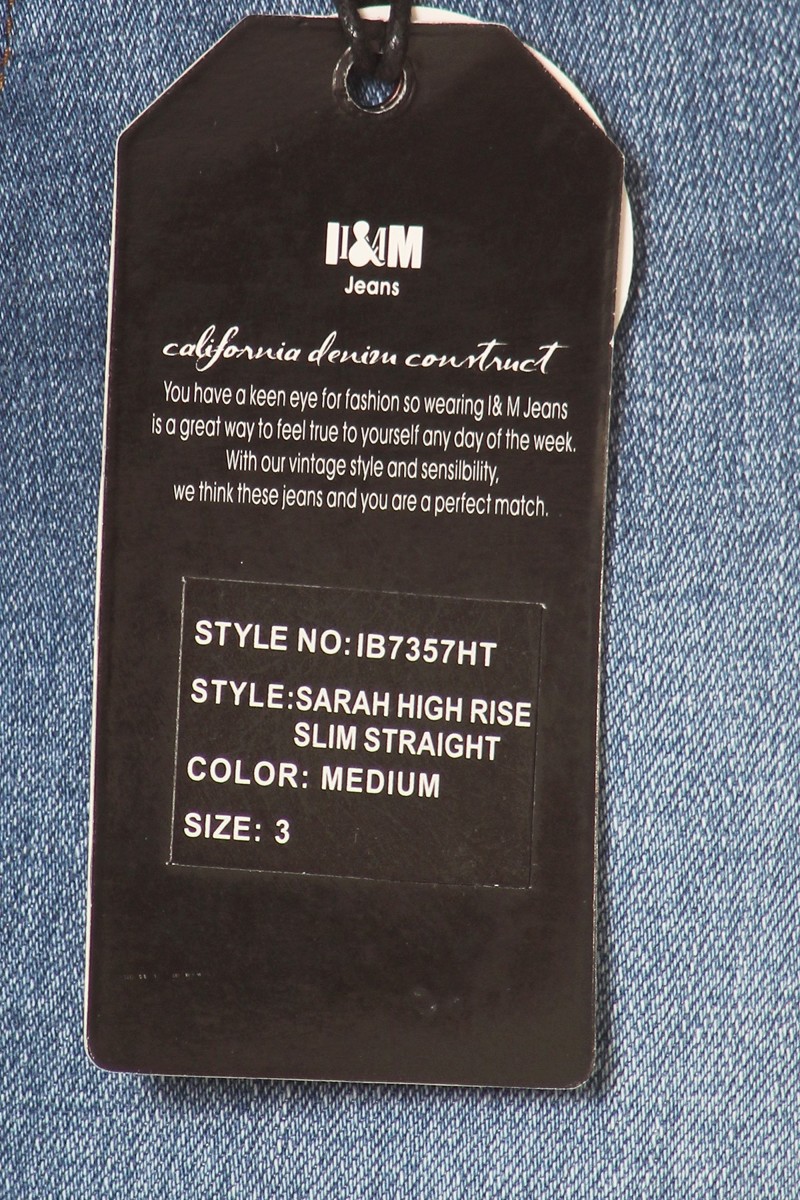 I&M
Jeans
california denim construct
You have a keen eye for fashion so wearing I& M Jeans
is a great way to feel true to yourself any day of the week.
With our vintage style and sensilbility,
we think these jeans and you are a perfect match.
STYLE NO:IB7357HT
STYLE:SARAH HIGH RISE
SLIM STRAIGHT
COLOR: MEDIUM
SIZE: 3